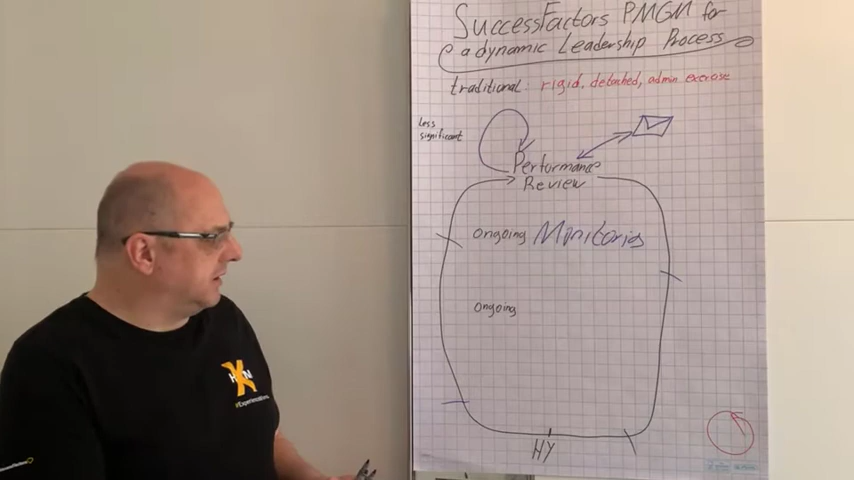 SuccessFactors PMGM for
a dynamic Leadership Process
traditional: rigid, detached, admin exercise
less
significant
Performance
Review
ongoing Monitoring
ongoing
HY
HXM